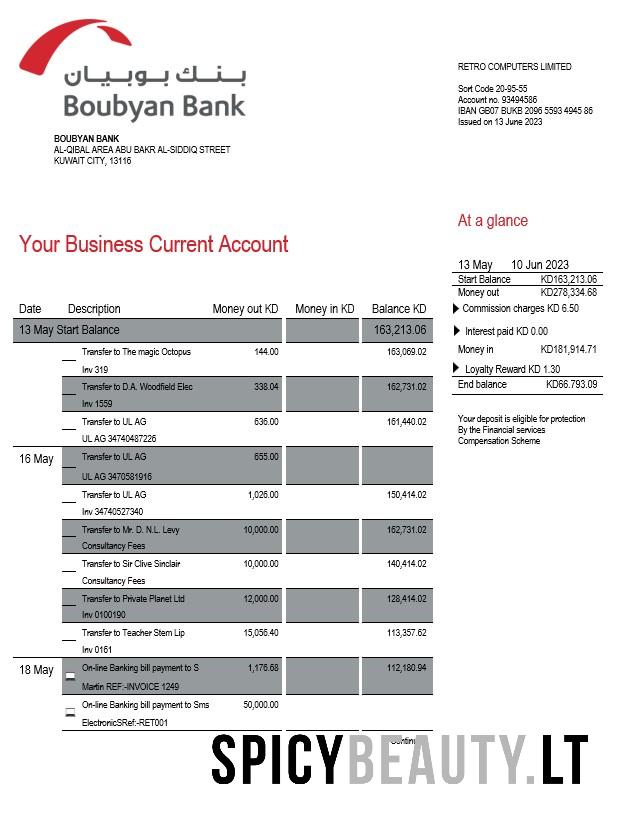 بنك بوبيان
Boubyan Bank
BOUBYAN BANK
AL-QIBAL AREA ABU BAKR AL-SIDDIQ STREET
KUWAIT CITY, 13116
RETRO COMPUTERS LIMITED
Sort Code 20-95-55
Account no. 93494586
IBAN GB07 BUKB 2096 5593 4945 86
Issued on 13 June 2023
Your Business Current Account
At a glance
13 May 10 Jun 2023
Start Balance KD163,213.06
Money out KD278,334.68
Commission charges KD 6.50
Interest paid KD 0.00
Money in KD181,914.71
Loyalty Reward KD 1.30
End balance KD66.793.09
Your deposit is eligible for protection
By the Financial services
Compensation Scheme
Date Description Money out KD Money in KD Balance KD
13 May Start Balance 163,213.06
Transfer to The magic Octopus 144.00 163,069.02
Inv 319
Transfer to D.A. Woodfield Elec 338.04 162,731.02
Inv 1559
Transfer to UL AG 636.00 161,440.02
UL AG 34740487226
16 May Transfer to UL AG 655.00
UL AG 3470581916
Transfer to UL AG 1,026.00 150,414.02
Inv 34740527340
Transfer to Mr. D. N.L. Levy 10,000.00 162,731.02
Consultancy Fees
Transfer to Sir Clive Sinclair 10,000.00 140,414.02
Consultancy Fees
Transfer to Private Planet Ltd 12,000.00 128,414.02
Inv 0100190
Transfer to Teacher Stem Lip 15,056.40 113,357.62
Inv 0161
18 May On-line Banking bill payment to S 1,176.68 112,180.94
Martin REF:-INVOICE 1249
On-line Banking bill payment to Sms 50,000.00
ElectronicSRef:-RET001
SPICYBEAUTY.LT